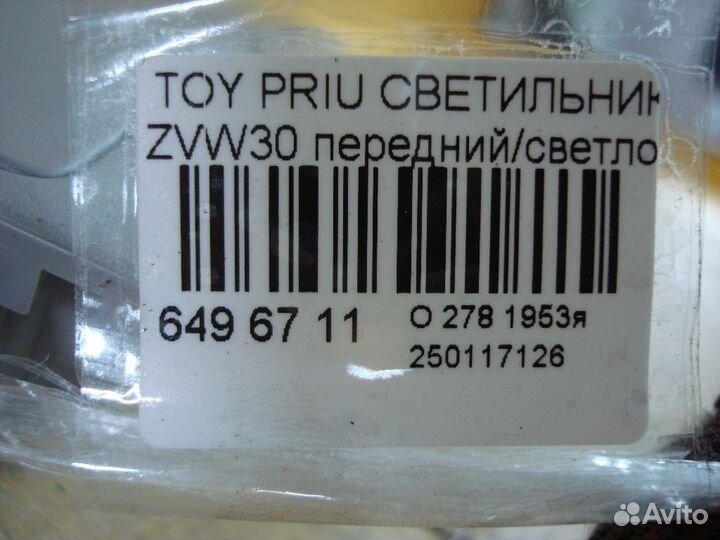 TOY PRIU СВЕТИЛЬНИК
ZVW30 передний/светло
649 67 11
О 278 1953я
250117126
Avito